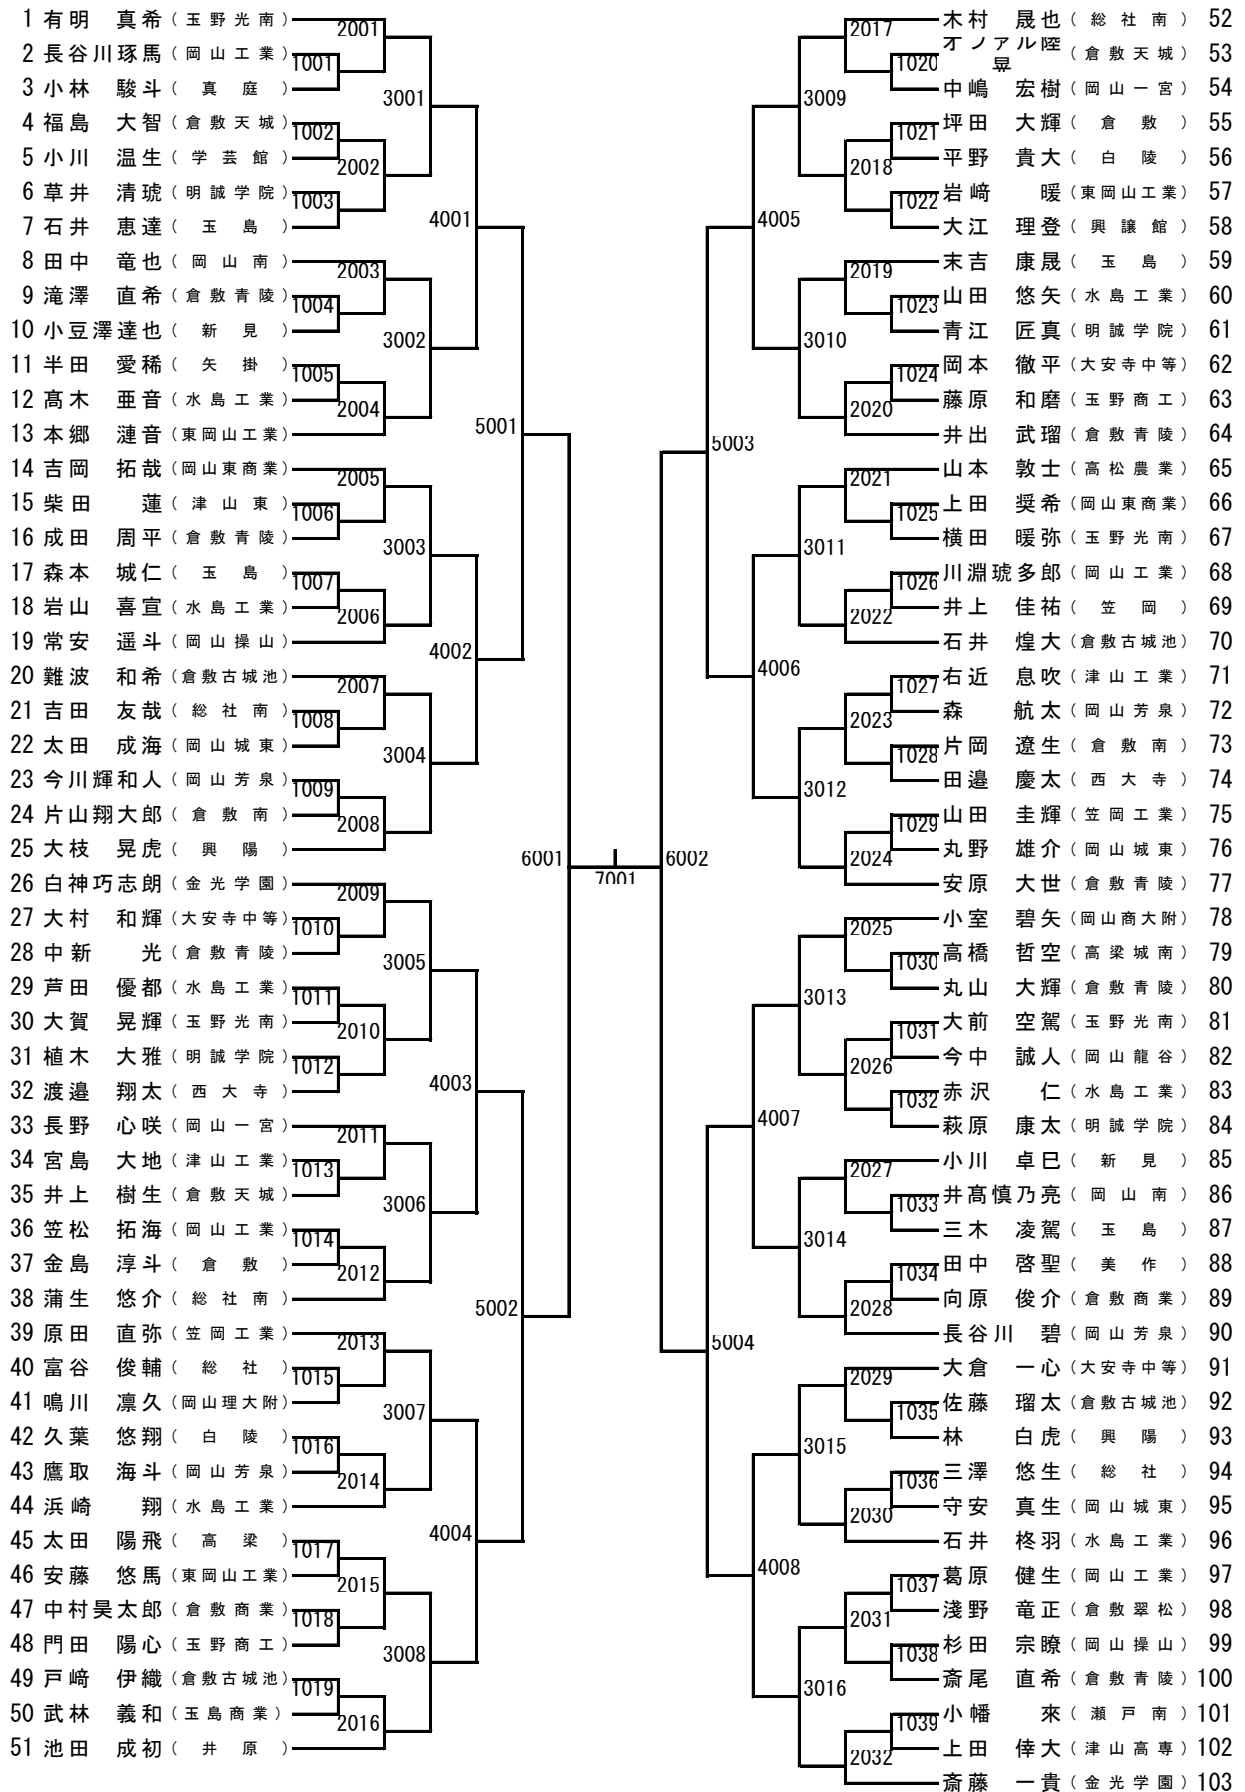 1 有明 真希 (玉野光南)
2 長谷川琢馬 (岡山工業)
3 小林 駿斗 (真庭)
4 福島 大智 (倉敷天城)
5 小川 温生 (学芸館)
6 草井 清琥 (明誠学院)
7 石井 恵達 (玉島)
8 田中 竜也 (岡山南)
9 滝澤 直希 (倉敷青陵)
10 小豆澤達也 (新見)
11 半田 愛稀 (矢掛)
12 髙木 亜音 (水島工業)
13 本郷 漣音 (東岡山工業)
14 吉岡 拓哉 (岡山東商業)
15 柴田 蓮 (津山東)
16 成田 周平 (倉敷青陵)
17 森本 城仁 (玉島)
18 岩山 喜宣 (水島工業)
19 常安 遥斗 (岡山操山)
20 難波 和希 (倉敷古城池)
21 吉田 友哉 (総社南)
22 太田 成海 (岡山城東)
23 今川輝和人 (岡山芳泉)
24 片山翔大郎 (倉敷南)
25 大枝 晃虎 (興陽)
26 白神巧志朗 (金光学園)
27 大村 和輝 (大安寺中等)
28 中新 光 (倉敷青陵)
29 芦田 優都 (水島工業)
30 大賀 晃輝 (玉野光南)
31 植木 大雅 (明誠学院)
32 渡邉 翔太 (西大寺)
33 長野 心咲 (岡山一宮)
34 宮島 大地 (津山工業)
35 井上 樹生 (倉敷天城)
36 笠松 拓海 (岡山工業)
37 金島 淳斗 (倉敷)
38 蒲生 悠介 (総社南)
39 原田 直弥 (笠岡工業)
40 富谷 俊輔 (総社)
41 鳴川 凛久 (岡山理大附)
42 久葉 悠翔 (白陵)
43 鷹取 海斗 (岡山芳泉)
44 浜崎 翔 (水島工業)
45 太田 陽飛 (高梁)
46 安藤 悠馬 (東岡山工業)
47 中村昊太郎 (倉敷商業)
48 門田 陽心 (玉野商工)
49 戸﨑 伊織 (倉敷古城池)
50 武林 義和 (玉島商業)
51 池田 成初 (井原)
2001
1001
3001
1002
2002
1003
4001
2003
1004
3002
1005
2004
5001
2005
1006
3003
1007
2006
4002
2007
1008
3004
1009
2008
6001
7001
2009
1010
3005
1011
2010
1012
4003
2011
1013
3006
1014
2012
5002
2013
1015
3007
1016
2014
4004
1017
2015
1018
3008
1019
2016
2017
1020
3009
1021
2018
1022
4005
2019
1023
3010
1024
2020
5003
2021
1025
3011
1026
2022
4006
1027
2023
1028
3012
1029
2024
6002
2025
1030
3013
1031
2026
1032
4007
2027
1033
3014
1034
2028
5004
2029
1035
3015
1036
2030
4008
1037
2031
1038
3016
1039
2032
木村 晟也 (総社南) 52
オノァル陸 (倉敷天城) 53
中嶋 宏樹 (岡山一宮) 54
坪田 大輝 (倉敷) 55
平野 貴大 (白陵) 56
岩﨑 暖 (東岡山工業) 57
大江 理登 (興譲館) 58
末吉 康晟 (玉島) 59
山田 悠矢 (水島工業) 60
青江 匠真 (明誠学院) 61
岡本 徹平 (大安寺中等) 62
藤原 和磨 (玉野商工) 63
井出 武瑠 (倉敷青陵) 64
山本 敦士 (高松農業) 65
上田 奨希 (岡山東商業) 66
横田 暖弥 (玉野光南) 67
川淵琥多郎 (岡山工業) 68
井上 佳祐 (笠岡) 69
石井 煌大 (倉敷古城池) 70
右近 息吹 (津山工業) 71
森 航太 (岡山芳泉) 72
片岡 遼生 (倉敷南) 73
田邉 慶太 (西大寺) 74
山田 圭輝 (笠岡工業) 75
丸野 雄介 (岡山城東) 76
安原 大世 (倉敷青陵) 77
小室 碧矢 (岡山商大附) 78
高橋 哲空 (高梁城南) 79
丸山 大輝 (倉敷青陵) 80
大前 空駕 (玉野光南) 81
今中 誠人 (岡山龍谷) 82
赤沢 仁 (水島工業) 83
萩原 康太 (明誠学院) 84
小川 卓巳 (新見) 85
井髙慎乃亮 (岡山南) 86
三木 凌駕 (玉島) 87
田中 啓聖 (美作) 88
向原 俊介 (倉敷商業) 89
長谷川 碧 (岡山芳泉) 90
大倉 一心 (大安寺中等) 91
佐藤 瑠太 (倉敷古城池) 92
林 白虎 (興陽) 93
三澤 悠生 (総社) 94
守安 真生 (岡山城東) 95
石井 柊羽 (水島工業) 96
葛原 健生 (岡山工業) 97
淺野 竜正 (倉敷翠松) 98
杉田 宗瞭 (岡山操山) 99
斎尾 直希 (倉敷青陵) 100
小幡 來 (瀬戸南) 101
上田 倖大 (津山高専) 102
斎藤 一貴 (金光学園) 103